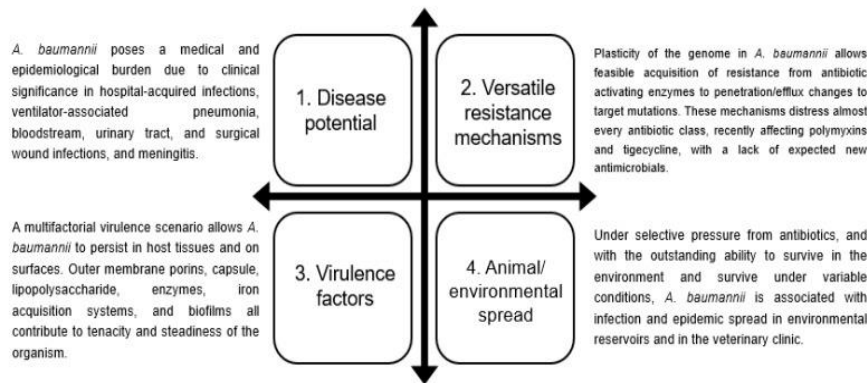 A. baumannii poses a medical and
epidemiological burden due to clinical
significance in hospital-acquired infections,
ventilator-associated pneumonia,
bloodstream, urinary tract, and surgical
wound infections, and meningitis.
1. Disease
potential
2. Versatile
resistance
mechanisms
Plasticity of the genome in A. baumannii allows
feasible acquisition of resistance from antibiotic
activating enzymes to penetration/efflux changes to
target mutations. These mechanisms distress almost
every antibiotic class, recently affecting polymyxins
and tigecycline, with a lack of expected new
antimicrobials.
A multifactorial virulence scenario allows A.
baumannii to persist in host tissues and on
surfaces. Outer membrane porins, capsule,
lipopolysaccharide, enzymes, iron
acquisition systems, and biofilms all
contribute to tenacity and steadiness of the
organism.
3. Virulence
factors
4. Animal/
environmental
spread
Under selective pressure from antibiotics, and
with the outstanding ability to survive in the
environment and survive under variable
conditions, A. baumannii is associated with
infection and epidemic spread in environmental
reservoirs and in the veterinary clinic.